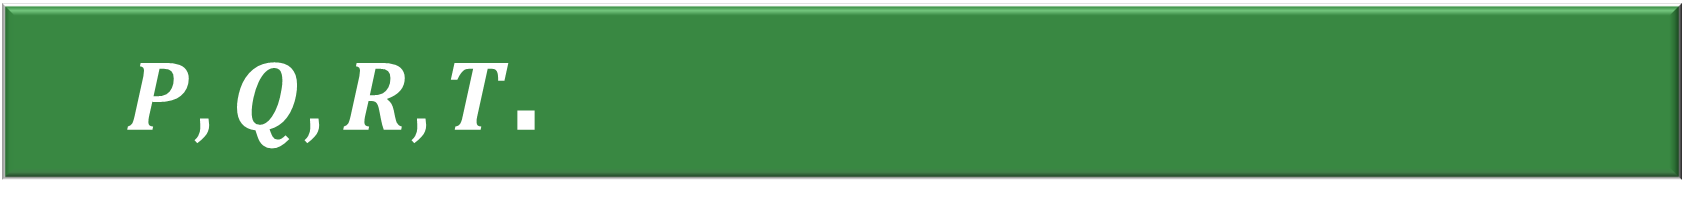 P, Q, R, T.